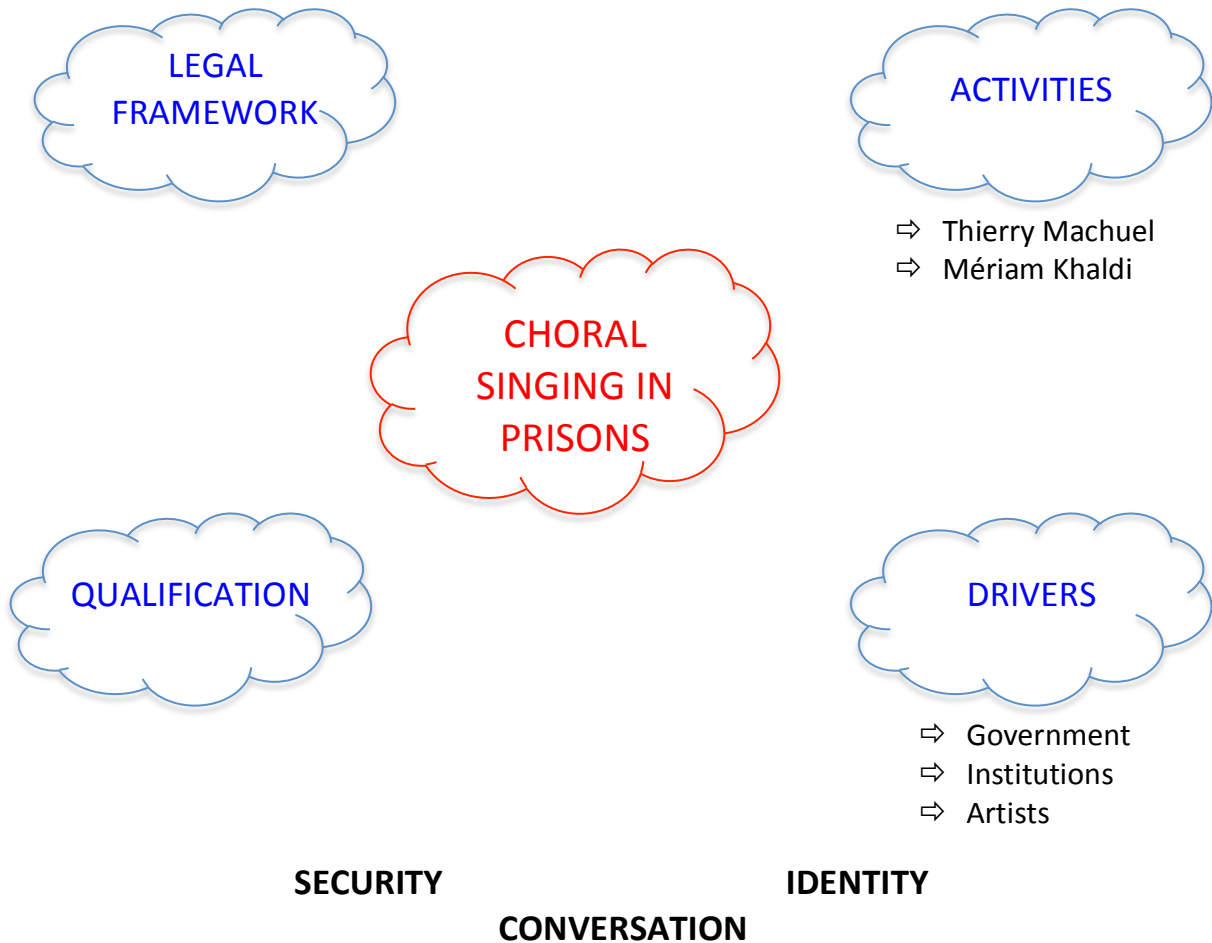 LEGAL
FRAMEWORK
ACTIVITIES
⇨ Thierry Machuel
⇨ Mériam Khaldi
CHORAL
SINGING IN
PRISONS
QUALIFICATION
DRIVERS
⇨ Government
⇨ Institutions
⇨ Artists
SECURITY
IDENTITY
CONVERSATION